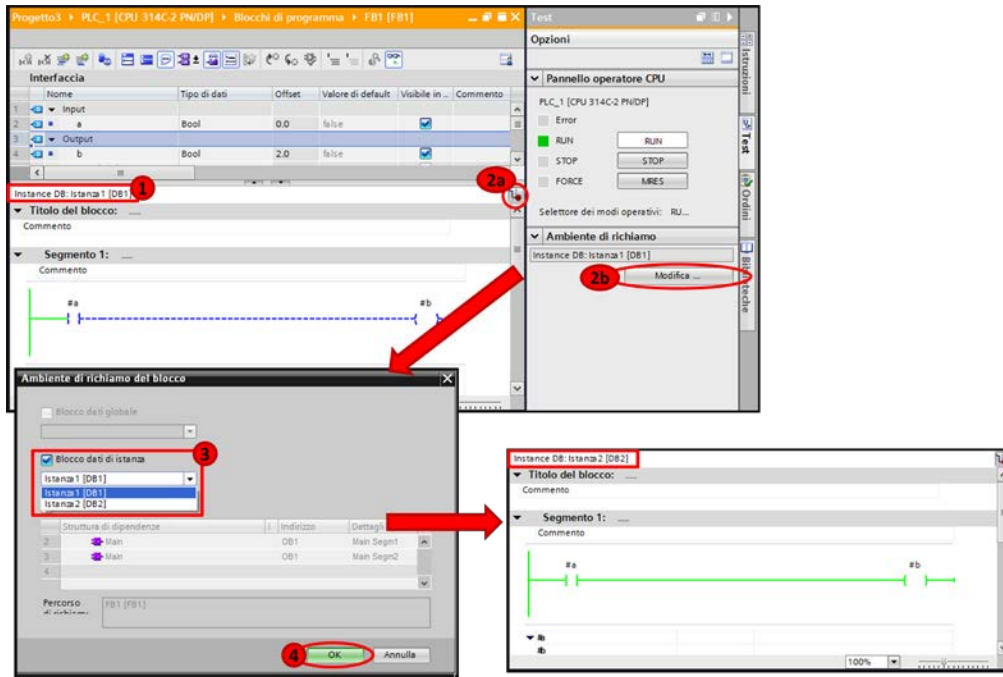 Progetto3 ▸ PLC_1 [CPU 314C-2 PN/DP] ▸ Blocchi di programma ▸ FB1 [FB1]
Interfaccia
Nome Tipo di dati Offset Valore di default Visibile in ... Commento
1 Input
2 a Bool 0.0 false
3 Output
4 b Bool 2.0 false
Instance DB: Istanza1 [DB1]
1
2a
Titolo del blocco: ....
Commento
Segmento 1: ....
Commento
#a #b
Test
Opzioni
Pannello operatore CPU
PLC_1 [CPU 314C-2 PN/DP]
Error
RUN RUN
STOP STOP
FORCE MRES
Selettore dei modi operativi: RU...
Ambiente di richiamo
Instance DB: Istanza1 [DB1]
2b
Modifica ...
Istruzioni
Test
Ordini
Biblioteche
Ambiente di richiamo del blocco
Blocco dati globale
Blocco dati di istanza
3
Istanza1 [DB1]
Istanza1 [DB1]
Istanza2 [DB2]
Struttura di dipendenze Indirizzo Dettagli
2 Main OB1 Main Segm1
3 Main OB1 Main Segm2
4
Percorso
FB1 [FB1]
4
OK
Annulla
Instance DB: Istanza2 [DB2]
Titolo del blocco: ....
Commento
Segmento 1: ....
Commento
#a #b
100%